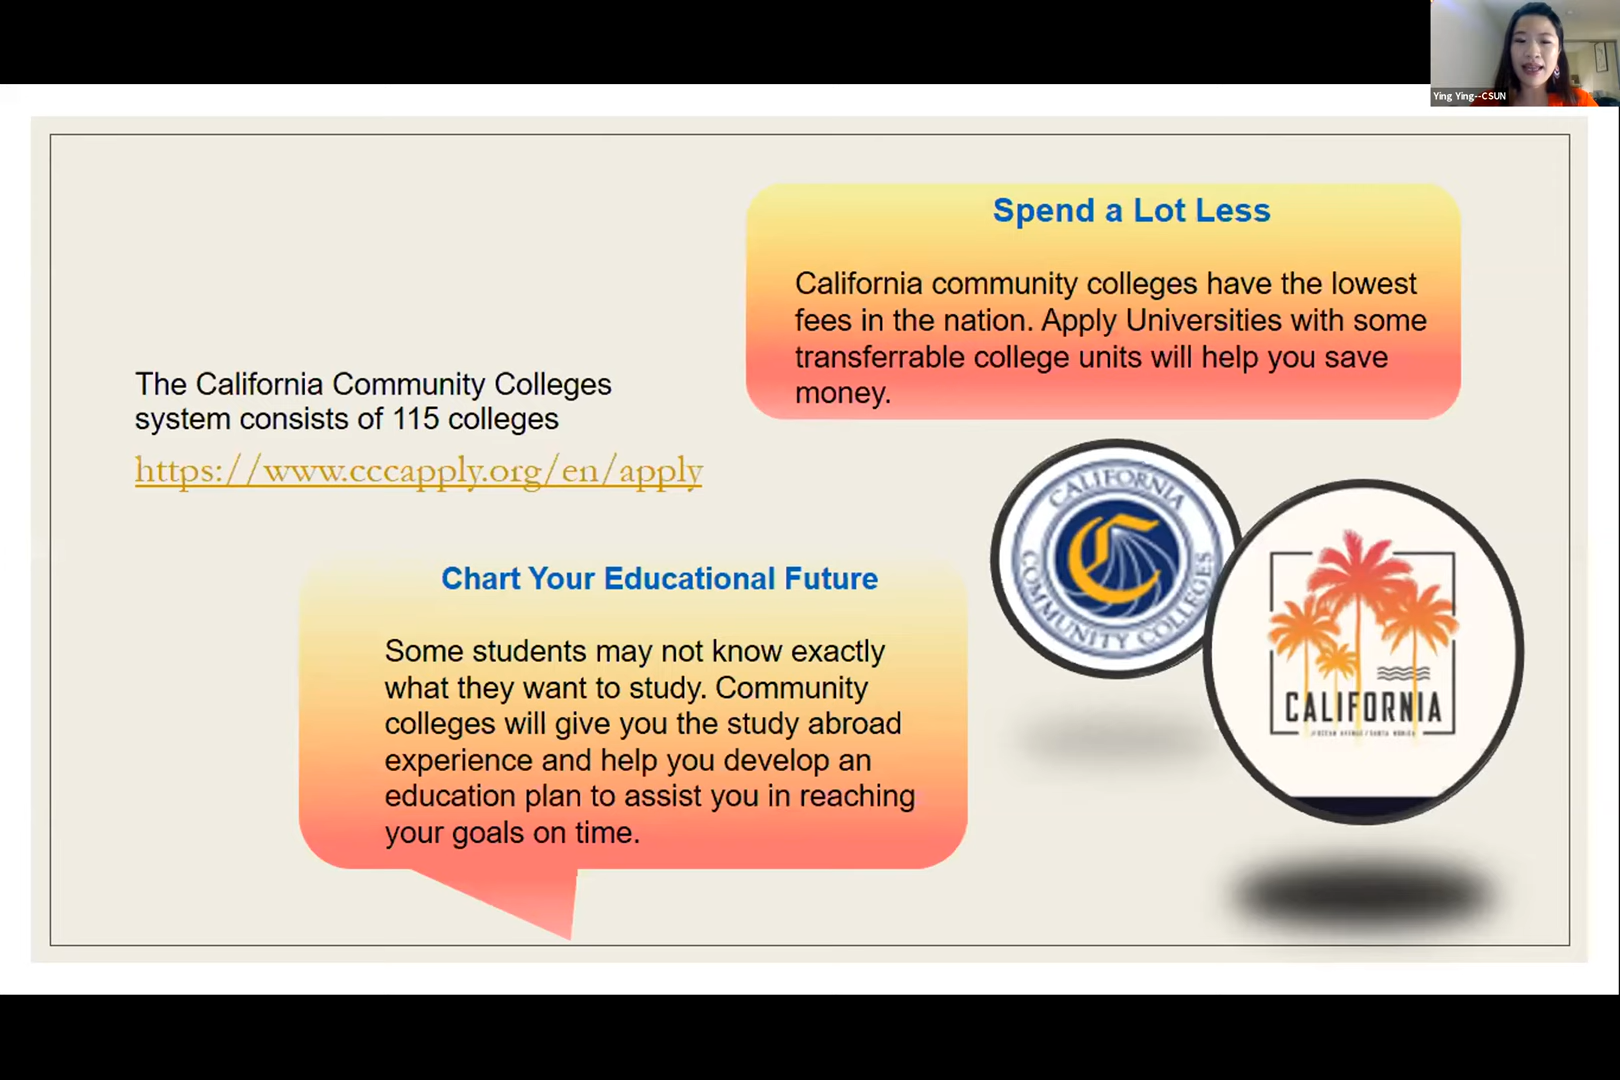 Ying Ying--CSUN
Spend a Lot Less
California community colleges have the lowest
fees in the nation. Apply Universities with some
transferrable college units will help you save
money.
The California Community Colleges
system consists of 115 colleges
https://www.cccapply.org/en/apply
CALIFORNIA
COMMUNITY COLLEGES
CALIFORNIA
Chart Your Educational Future
Some students may not know exactly
what they want to study. Community
colleges will give you the study abroad
experience and help you develop an
education plan to assist you in reaching
your goals on time.